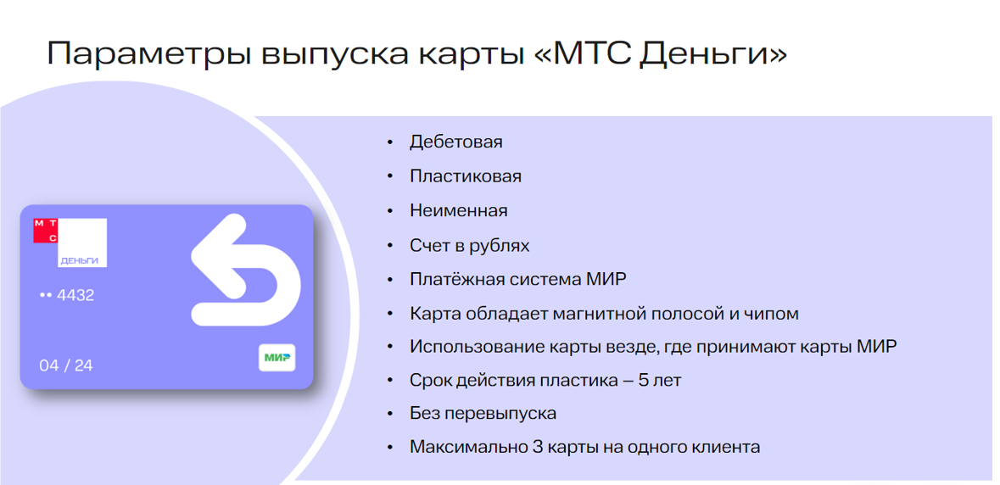 Параметры выпуска карты «МТС Деньги»
М Т
С
ДЕНЬГИ
•• 4432
04 / 24
МИР
• Дебетовая
• Пластиковая
• Неименная
• Счет в рублях
• Платёжная система МИР
• Карта обладает магнитной полосой и чипом
• Использование карты везде, где принимают карты МИР
• Срок действия пластика – 5 лет
• Без перевыпуска
• Максимально 3 карты на одного клиента